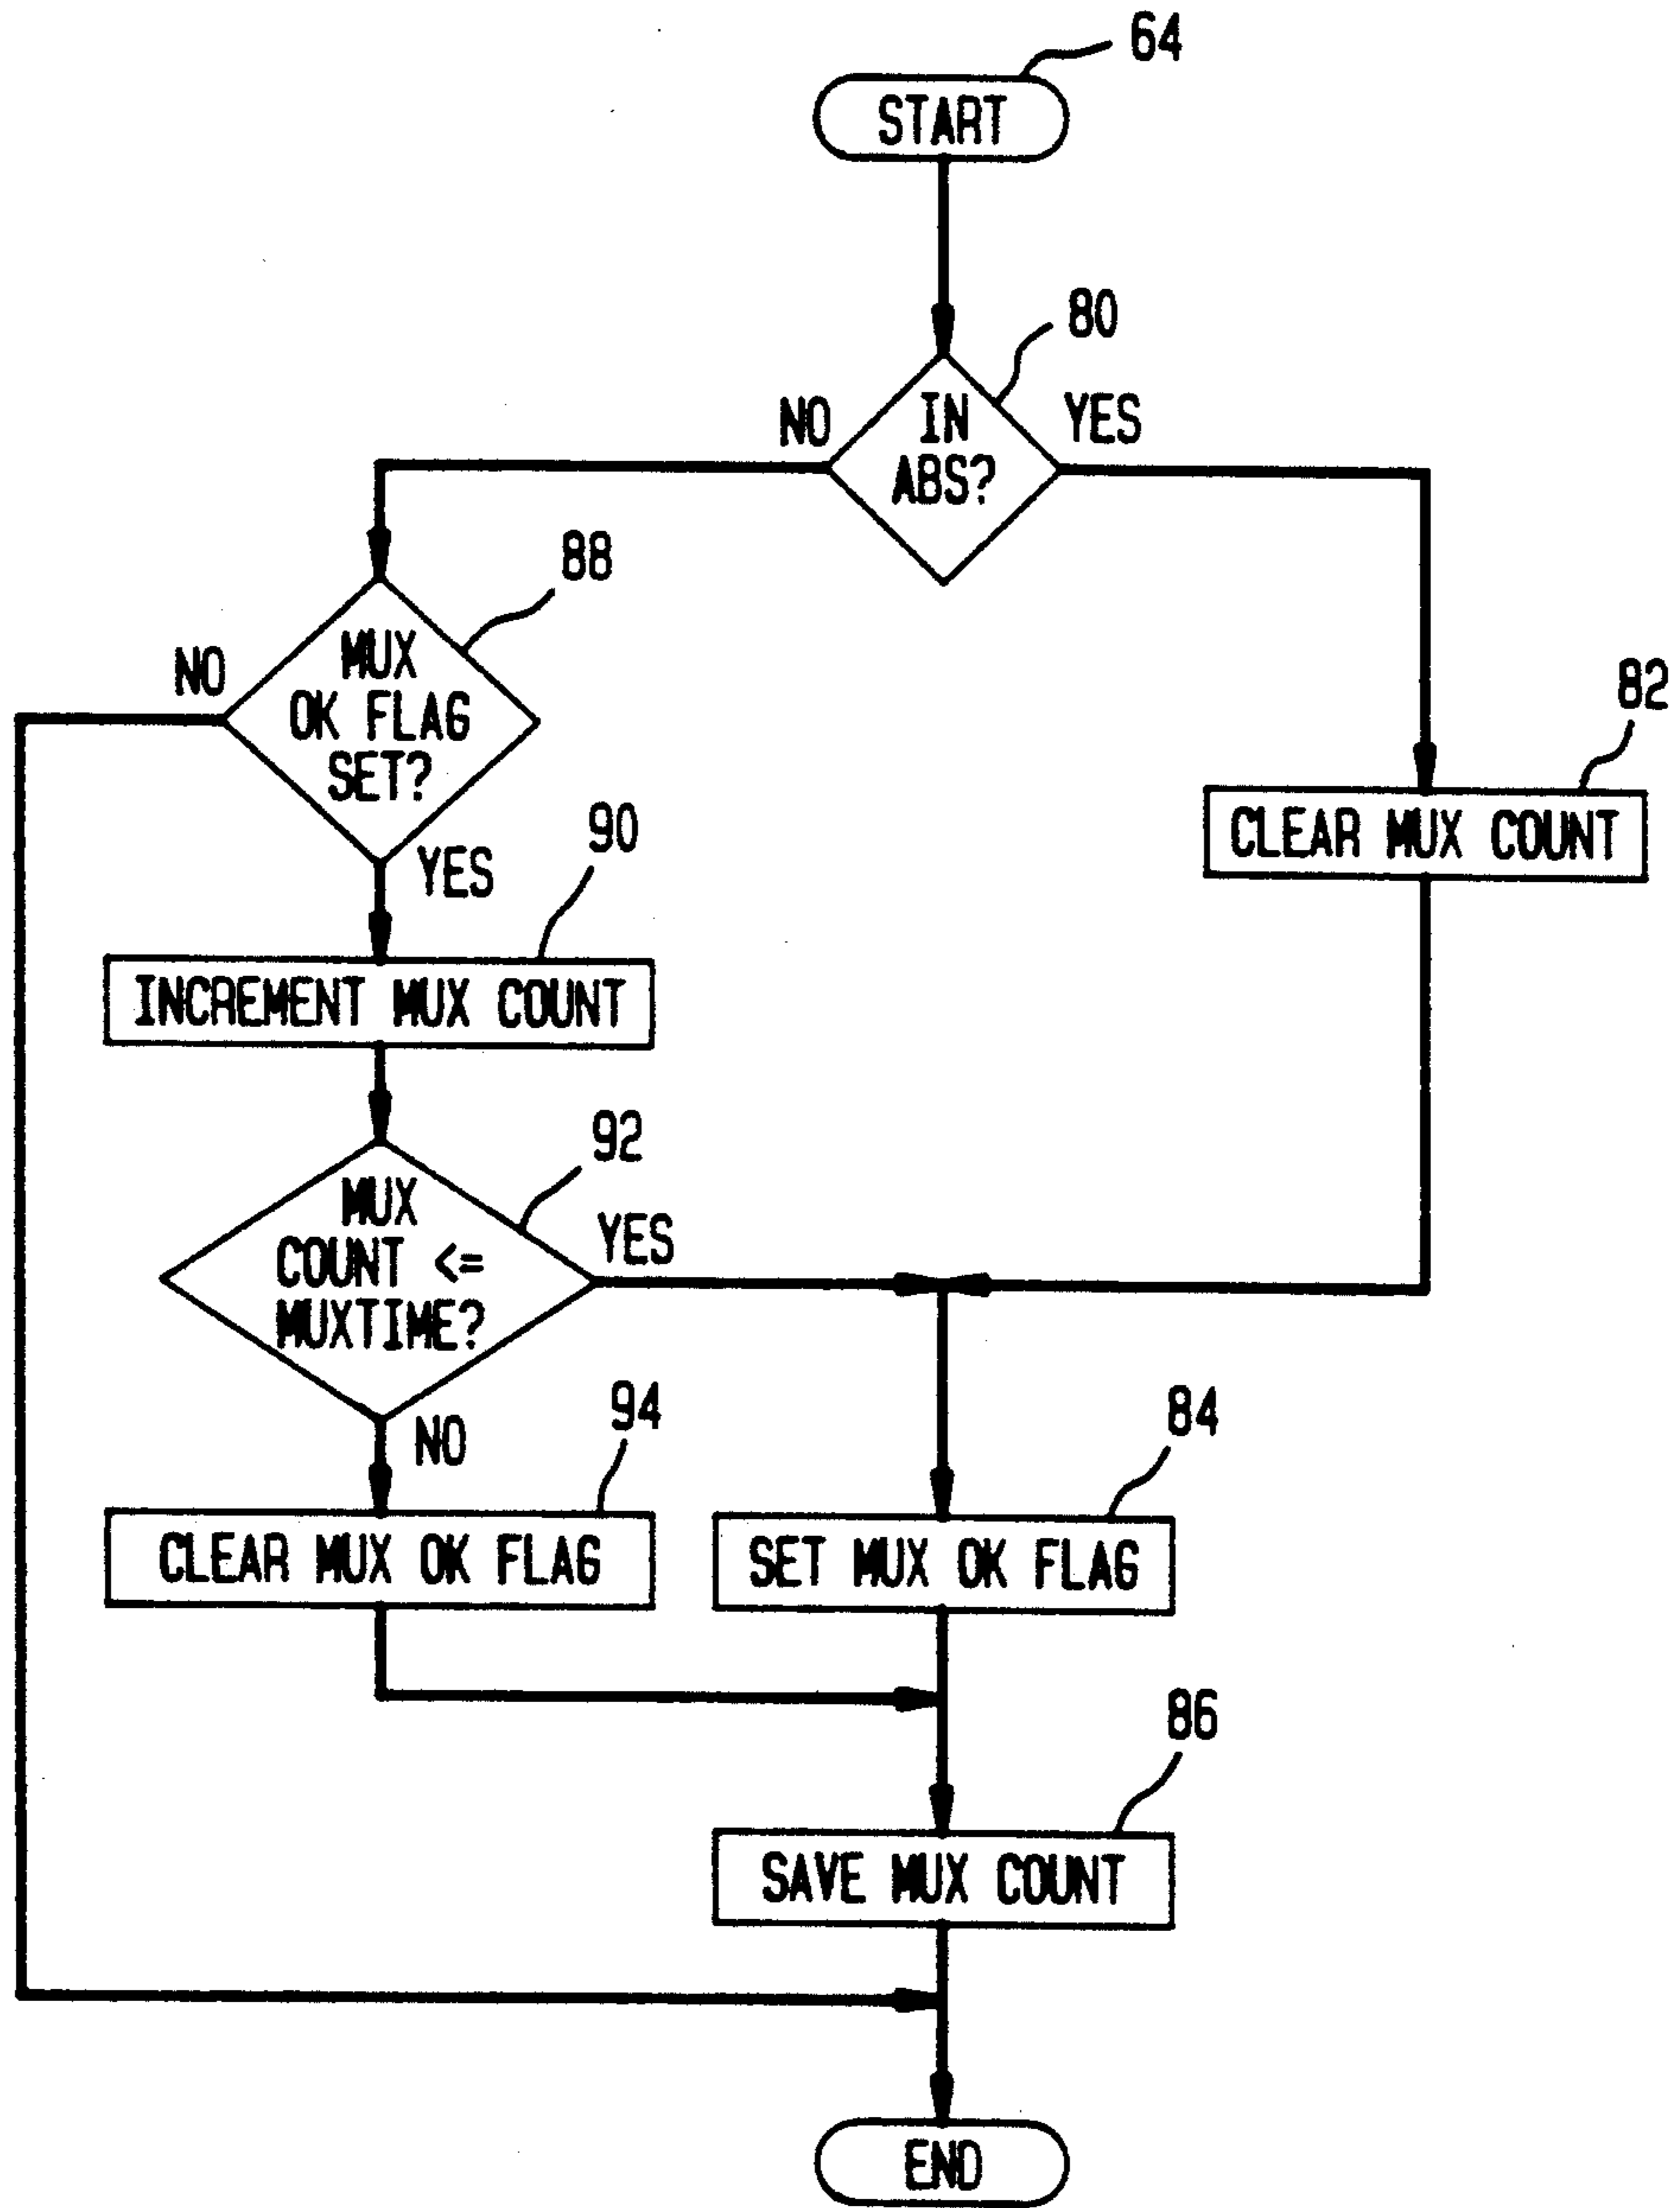 64
START
80
NO
IN
ABS?
YES
88
NO
MUX
OK FLAG
SET?
YES
82
CLEAR MUX COUNT
90
INCREMENT MUX COUNT
92
MUX
COUNT <=
MUXTIME?
YES
NO
94
CLEAR MUX OK FLAG
84
SET MUX OK FLAG
86
SAVE MUX COUNT
END